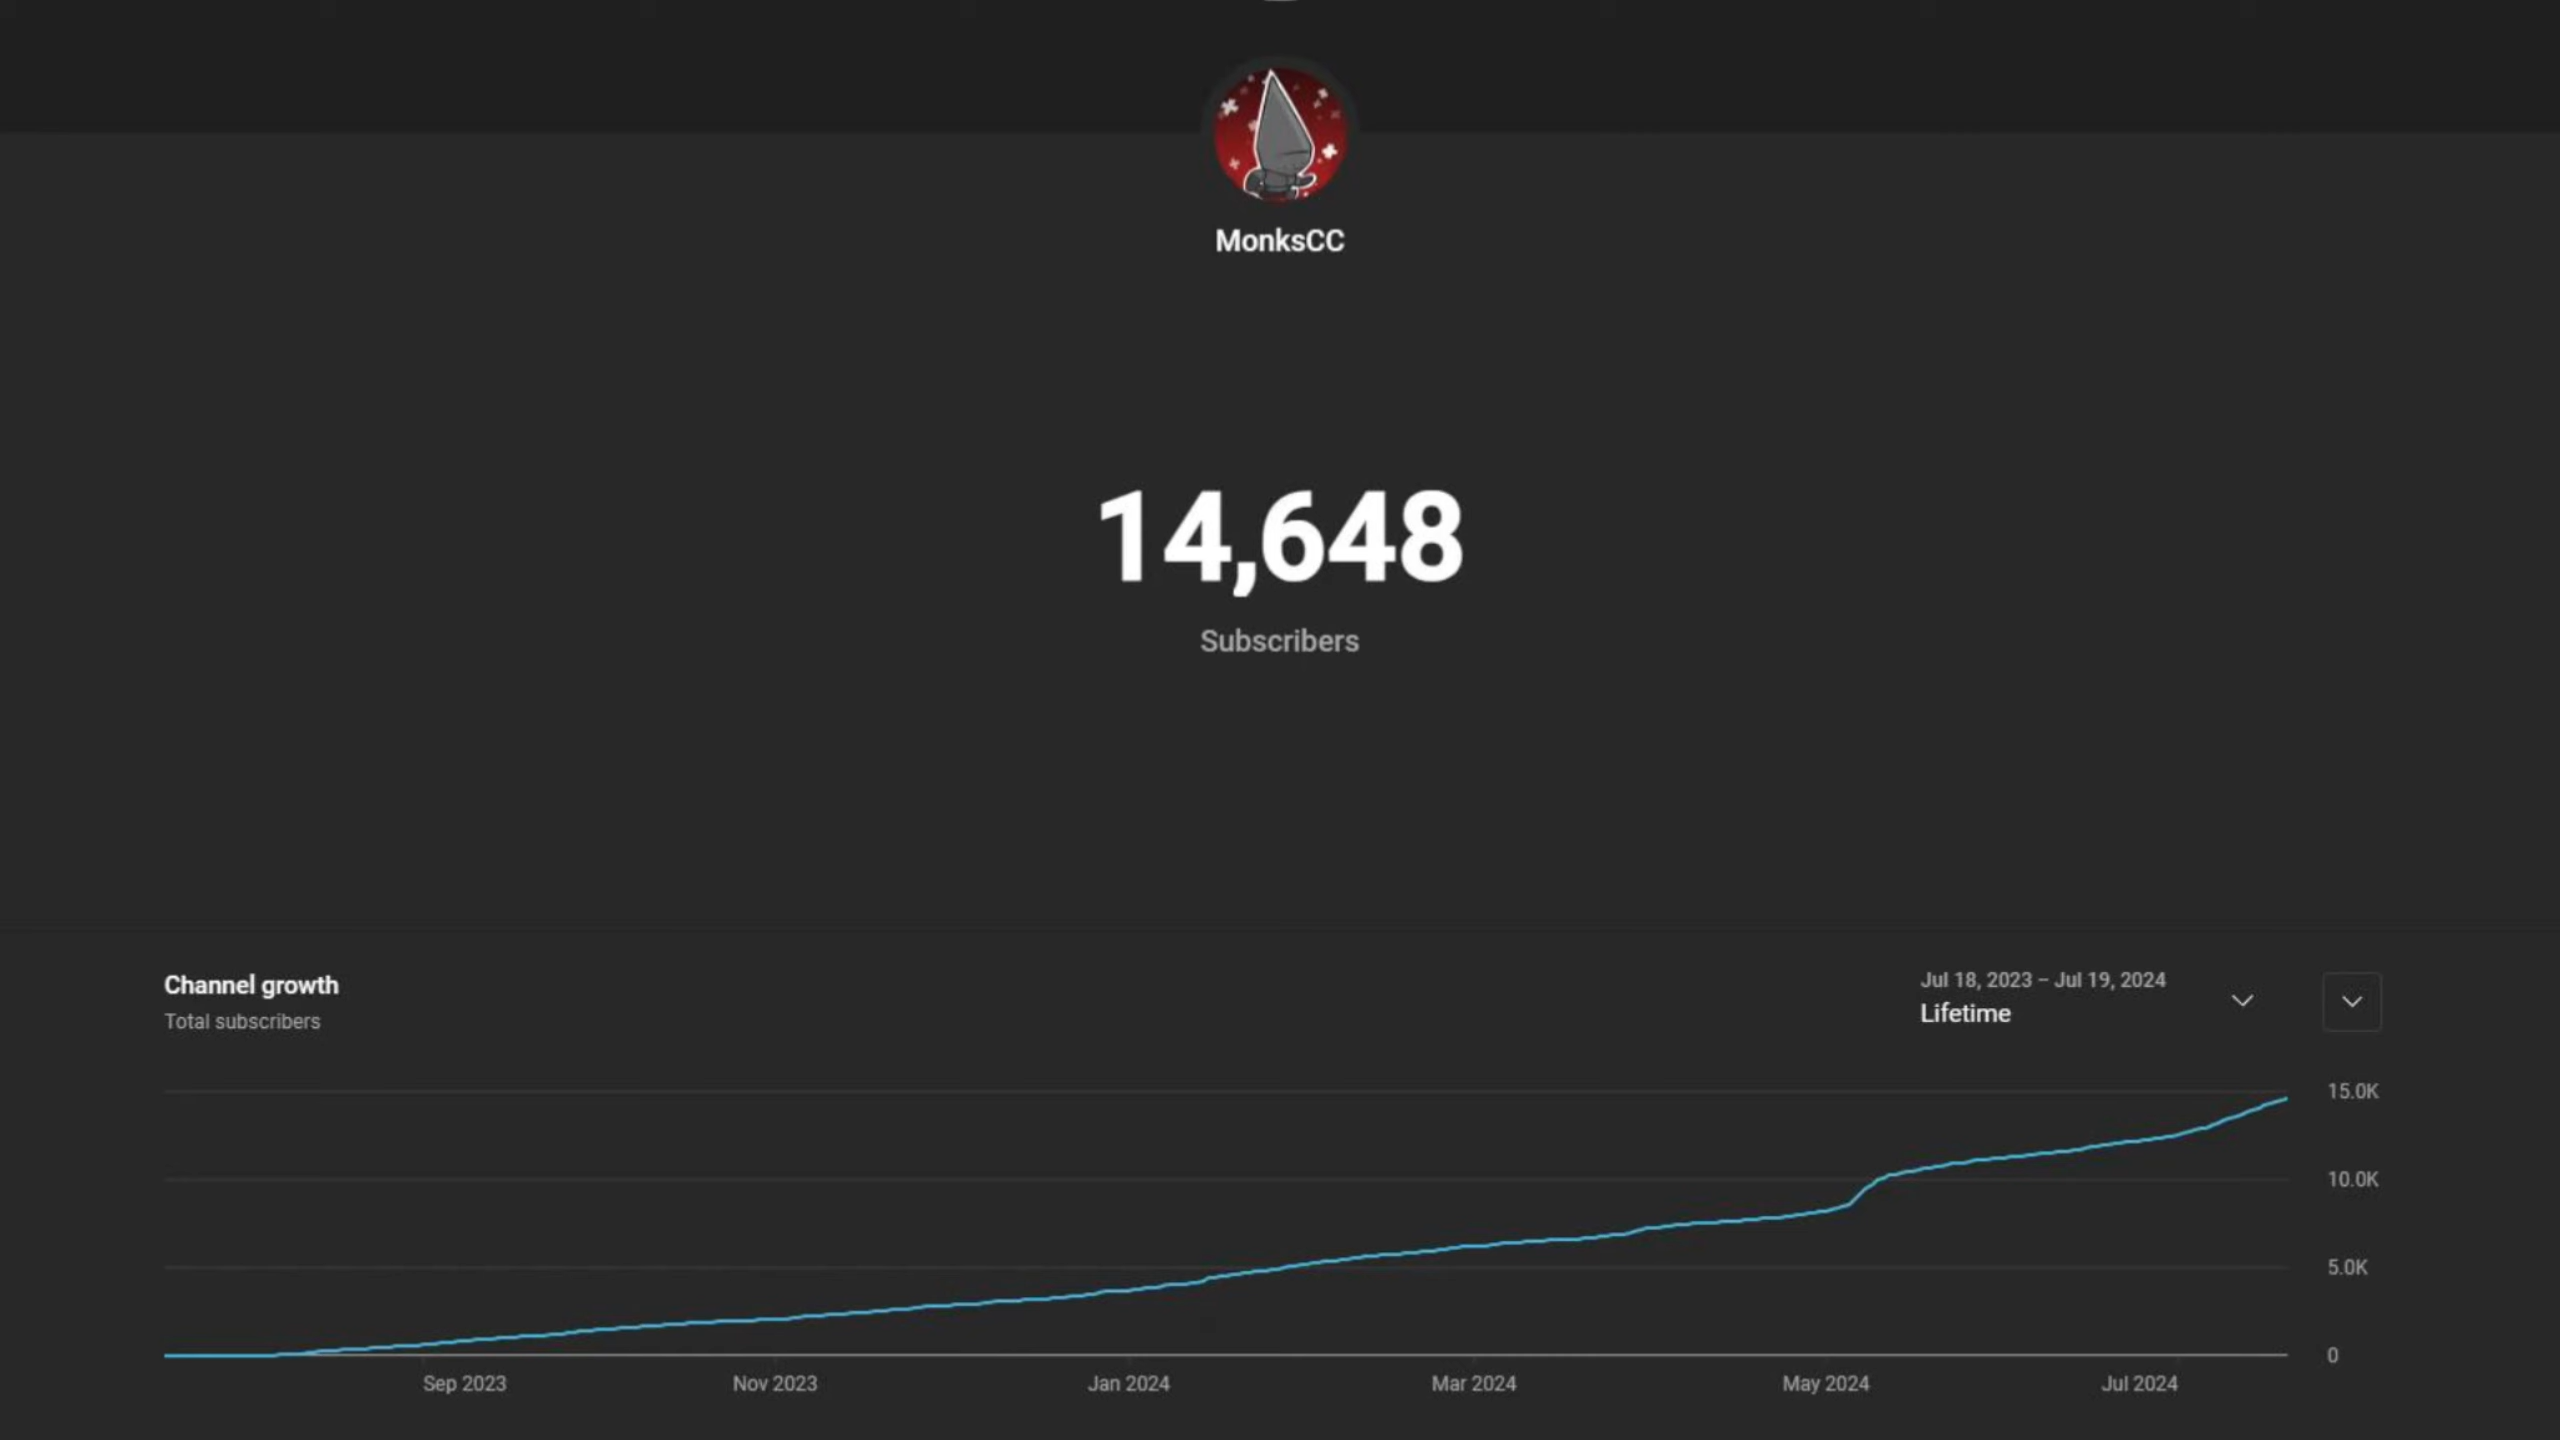 MonksCC
14,648
Subscribers
Channel growth
Total subscribers
Jul 18, 2023 – Jul 19, 2024
Lifetime
15.0K
10.0K
5.0K
0
Sep 2023
Nov 2023
Jan 2024
Mar 2024
May 2024
Jul 2024